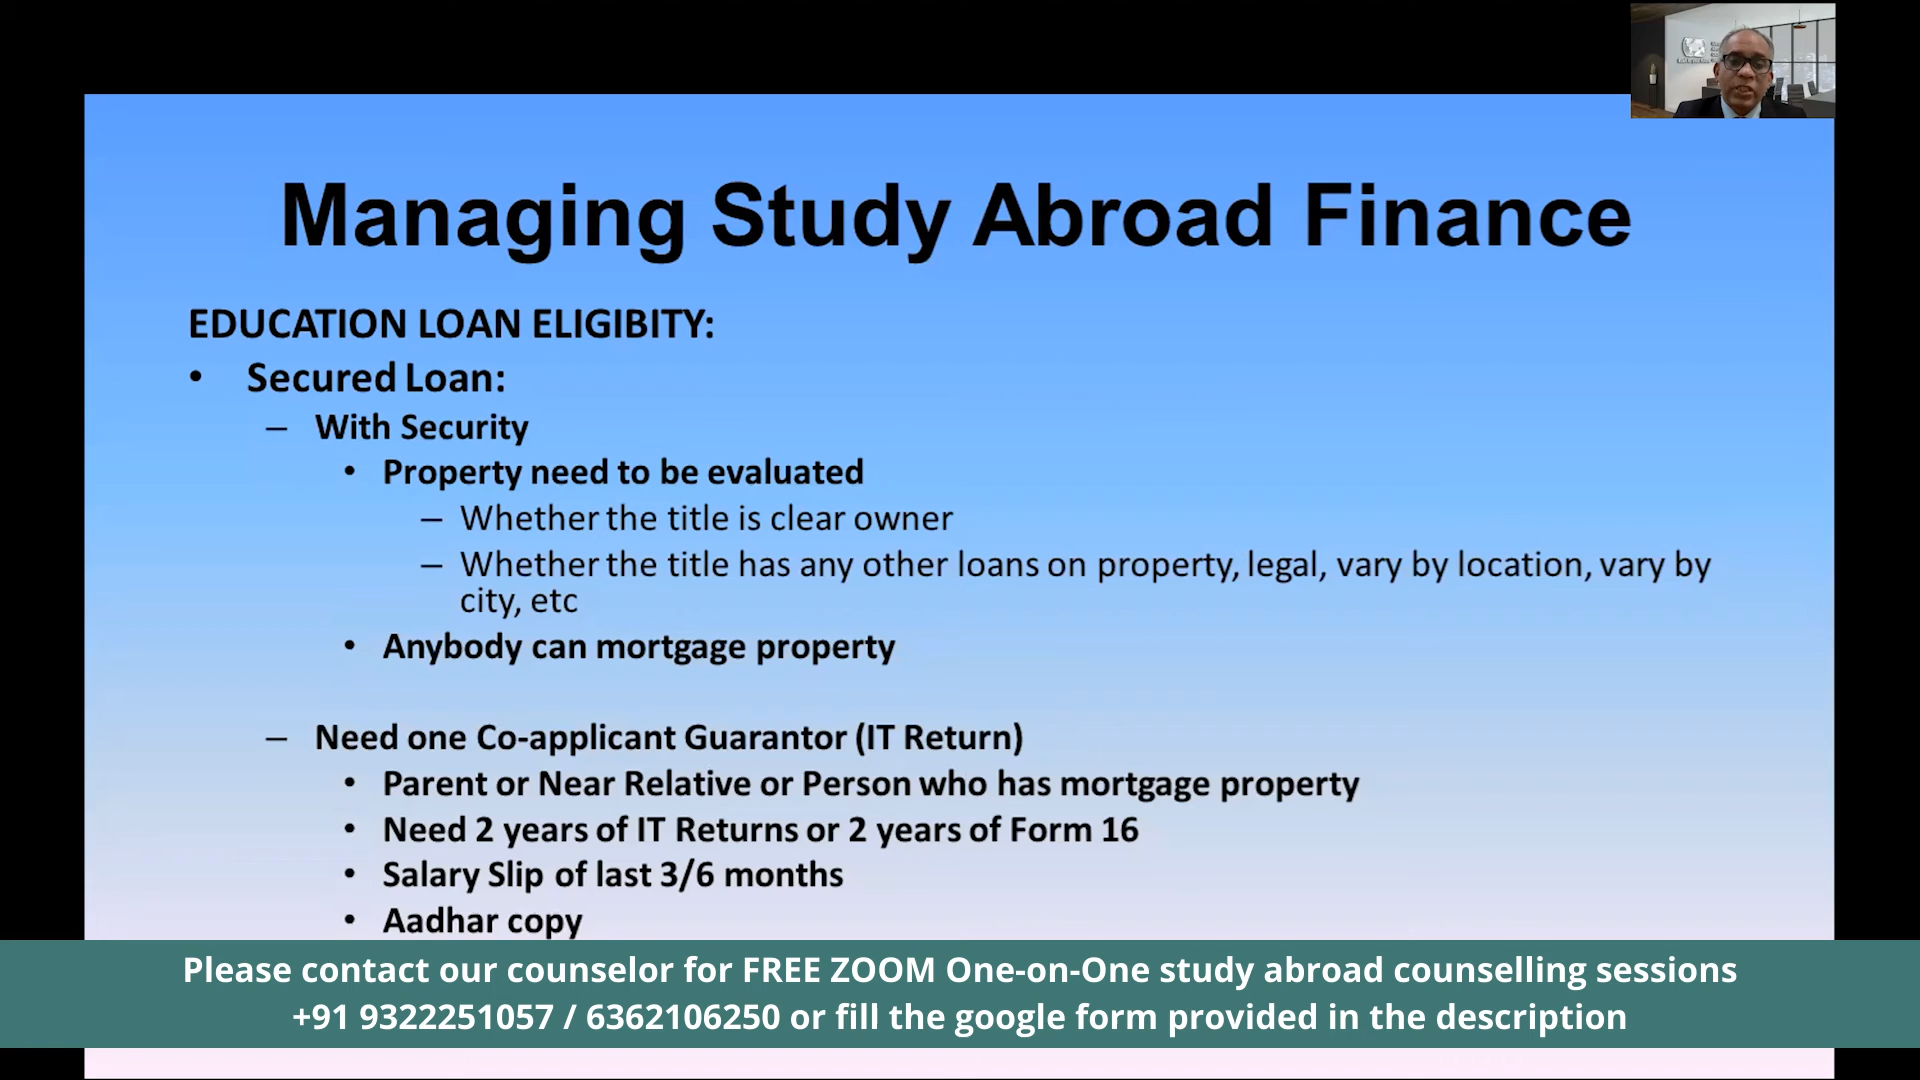 Managing Study Abroad Finance
EDUCATION LOAN ELIGIBITY:
• Secured Loan:
– With Security
• Property need to be evaluated
– Whether the title is clear owner
– Whether the title has any other loans on property, legal, vary by location, vary by
city, etc
• Anybody can mortgage property
– Need one Co-applicant Guarantor (IT Return)
• Parent or Near Relative or Person who has mortgage property
• Need 2 years of IT Returns or 2 years of Form 16
• Salary Slip of last 3/6 months
• Aadhar copy
Please contact our counselor for FREE ZOOM One-on-One study abroad counselling sessions
+91 9322251057 / 6362106250 or fill the google form provided in the description